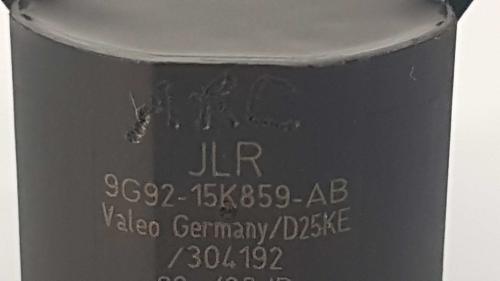 A.R.C
JLR
9G92-15K859-AB
Valeo Germany/D25KE
/304192